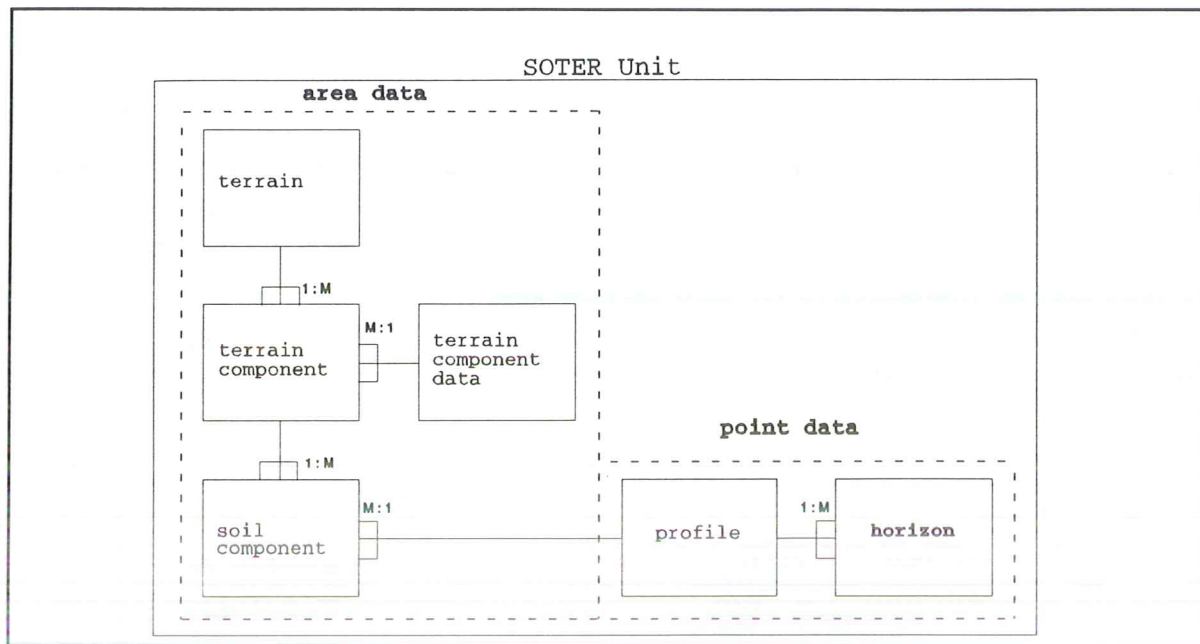 SOTER Unit
area data
terrain
1:M
terrain
component
M:1
terrain
component
data
1:M
soil
component
M:1
point data
profile
1:M
horizon